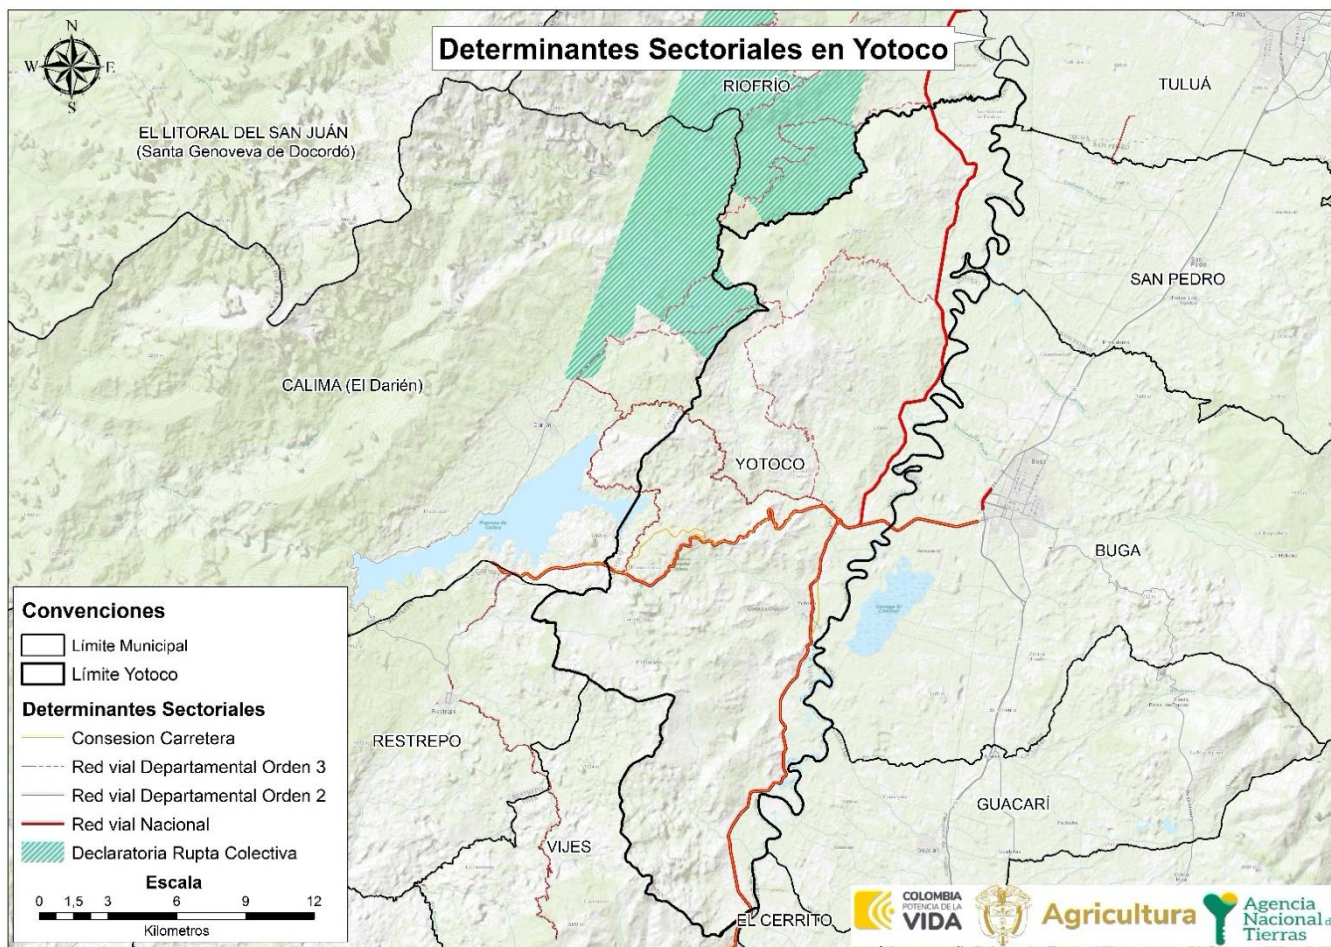 Determinantes Sectoriales en Yotoco
N
W E
S
RIOFRÍO
TULUÁ
EL LITORAL DEL SAN JUÁN
(Santa Genoveva de Docordó)
SAN PEDRO
CALIMA (El Darién)
YOTOCO
BUGA
RESTREPO
GUACARÍ
VIJES
EL CERRITO
Convenciones
Límite Municipal
Límite Yotoco
Determinantes Sectoriales
Consesion Carretera
Red vial Departamental Orden 3
Red vial Departamental Orden 2
Red vial Nacional
Declaratoria Rupta Colectiva
Escala
0 1,5 3 6 9 12
Kilometros
COLOMBIA
POTENCIA DE LA
VIDA
Agricultura
Agencia
Nacional d
Tierras